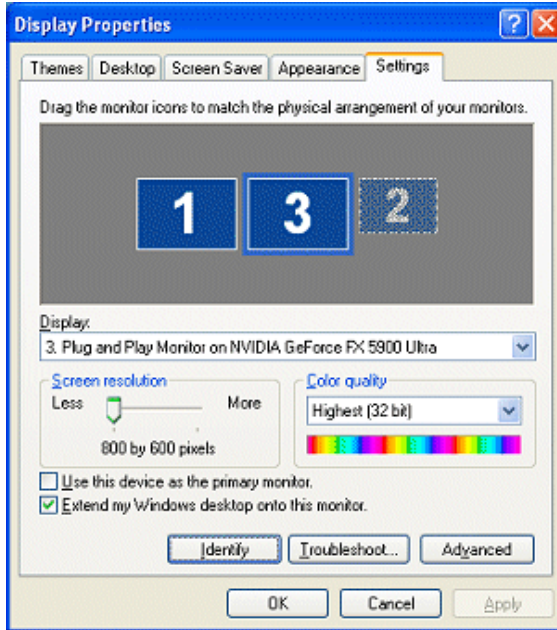 Display Properties
Themes Desktop Screen Saver Appearance Settings
Drag the monitor icons to match the physical arrangement of your monitors.
1 3 2
Display:
3. Plug and Play Monitor on NVIDIA GeForce FX 5900 Ultra
Screen resolution Color quality
Less More Highest (32 bit)
800 by 600 pixels
Use this device as the primary monitor.
Extend my Windows desktop onto this monitor.
Identify Troubleshoot... Advanced
OK Cancel Apply